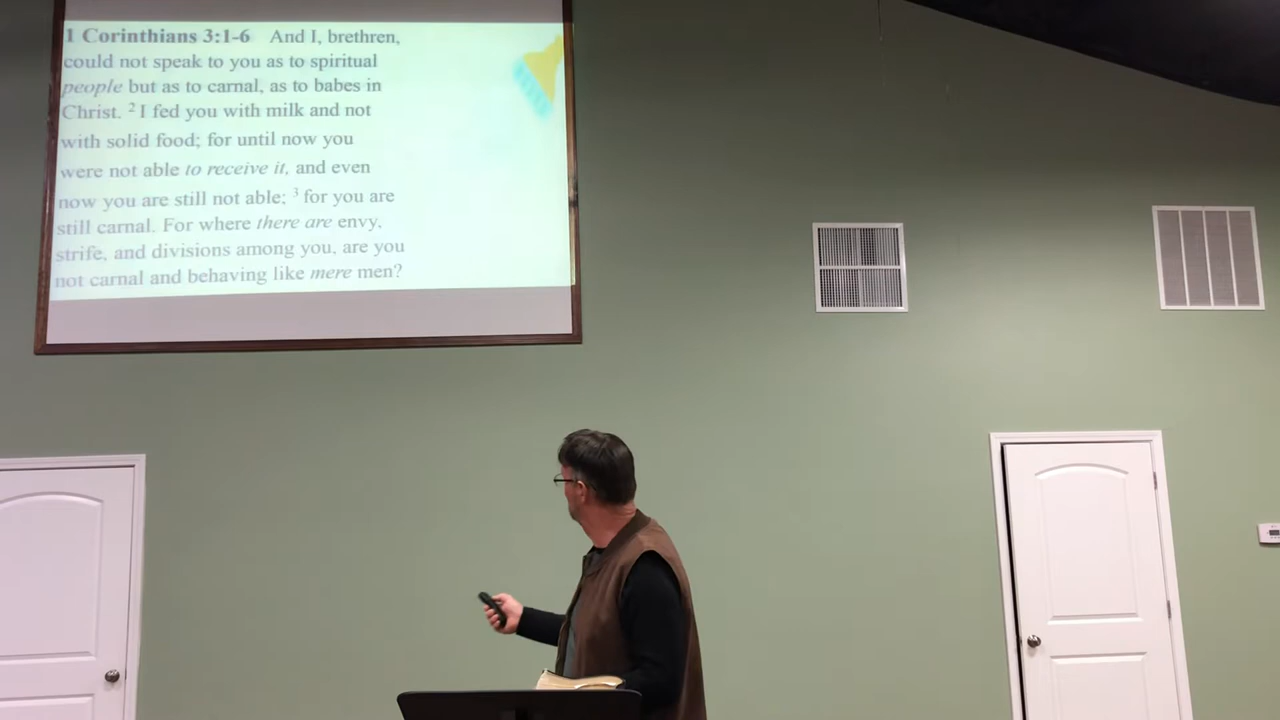 1 Corinthians 3:1-6 And I, brethren,
could not speak to you as to spiritual
people but as to carnal, as to babes in
Christ. 2 I fed you with milk and not
with solid food; for until now you
were not able to receive it, and even
now you are still not able; 3 for you are
still carnal. For where there are envy,
strife, and divisions among you, are you
not carnal and behaving like mere men?